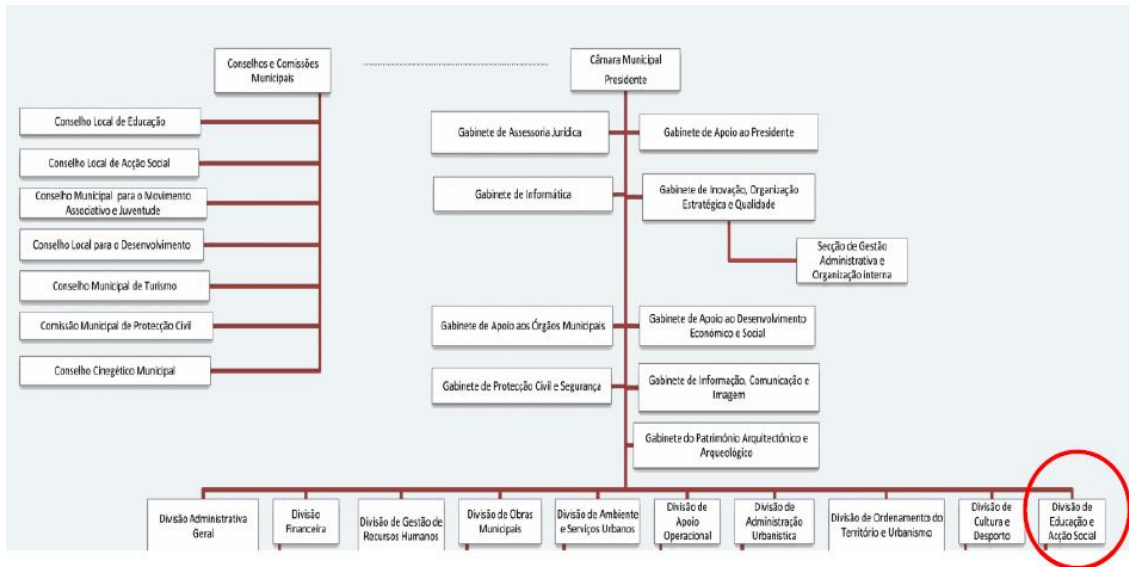 Conselhos e Comissões
Municipais
Câmara Municipal
Presidente
Conselho Local de Educação
Conselho Local de Acção Social
Conselho Municipal para o Movimento
Associativo e Juventude
Conselho Local para o Desenvolvimento
Conselho Municipal de Turismo
Comissão Municipal de Protecção Civil
Conselho Cinegético Municipal
Gabinete de Assessoria Jurídica
Gabinete de Apoio ao Presidente
Gabinete de Informática
Gabinete de Inovação, Organização
Estratégica e Qualidade
Secção de Gestão
Administrativa e
Organização interna
Gabinete de Apoio aos Órgãos Municipais
Gabinete de Apoio ao Desenvolvimento
Económico e Social
Gabinete de Protecção Civil e Segurança
Gabinete de Informação, Comunicação e
Imagem
Gabinete do Património Arquitectónico e
Arqueológico
Divisão Administrativa
Geral
Divisão
Financeira
Divisão de Gestão de
Recursos Humanos
Divisão de Obras
Municipais
Divisão de Ambiente
e Serviços Urbanos
Divisão de
Apoio
Operacional
Divisão de
Administração
Urbanística
Divisão de Ordenamento do
Território e Urbanismo
Divisão de
Cultura e
Desporto
Divisão de
Educação e
Acção Social